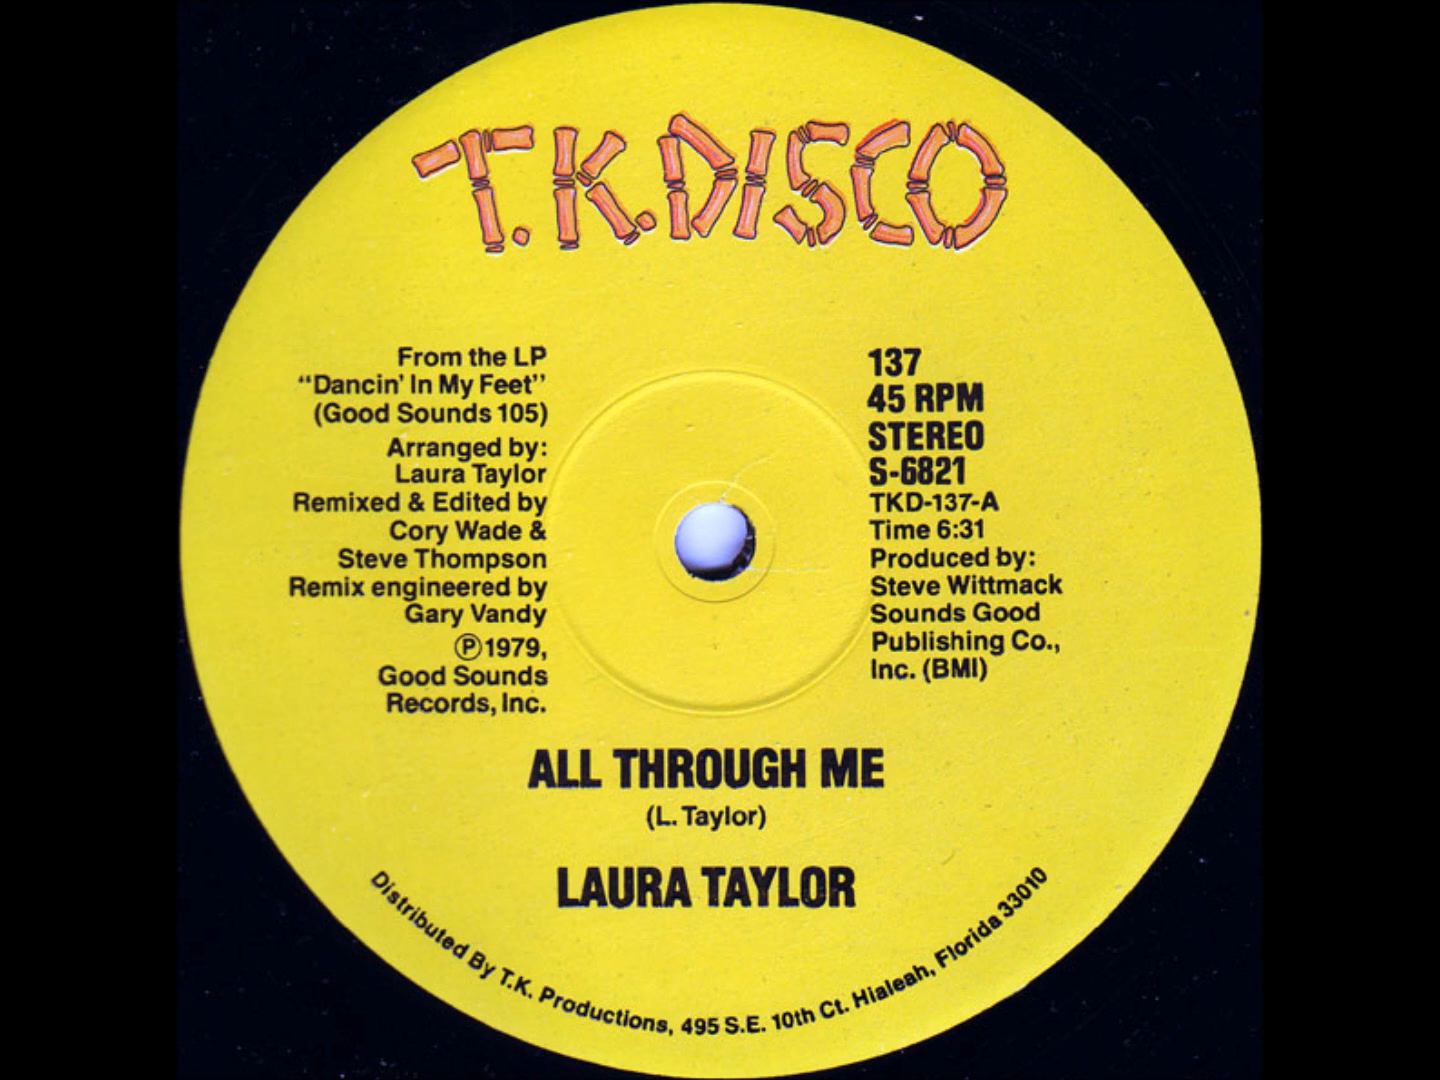 T.K.DISCO
From the LP
“Dancin’ In My Feet”
(Good Sounds 105)
Arranged by:
Laura Taylor
Remixed & Edited by
Cory Wade &
Steve Thompson
Remix engineered by
Gary Vandy
Ⓟ1979,
Good Sounds
Records, Inc.
137
45 RPM
STEREO
S-6821
TKD-137-A
Time 6:31
Produced by:
Steve Wittmack
Sounds Good
Publishing Co.,
Inc. (BMI)
ALL THROUGH ME
(L. Taylor)
LAURA TAYLOR
Distributed By T.K. Productions, 495 S.E. 10th Ct. Hialeah, Florida 33010